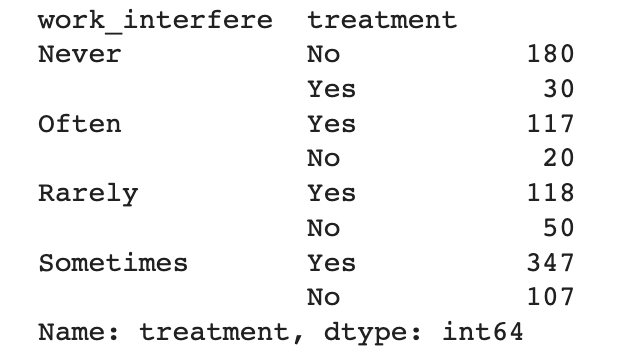 work_interfere  treatment
Never           No           180
                Yes           30
Often           Yes          117
                No            20
Rarely          Yes          118
                No            50
Sometimes       Yes          347
                No           107
Name: treatment, dtype: int64